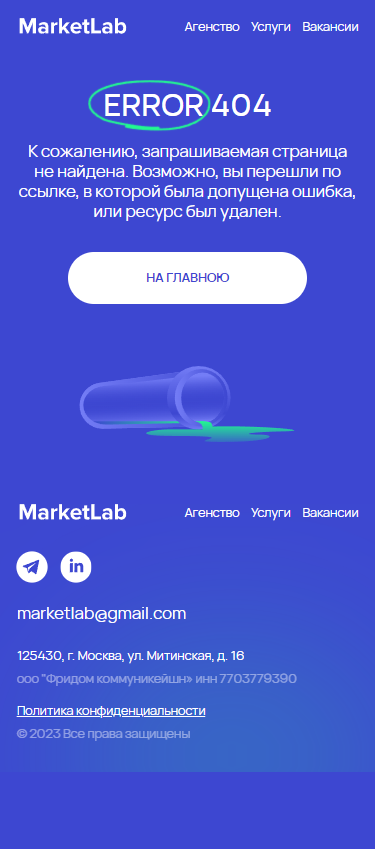 MarketLab Агенство Услуги Вакансии
ERROR 404
К сожалению, запрашиваемая страница
не найдена. Возможно, вы перешли по
ссылке, в которой была допущена ошибка,
или ресурс был удален.
НА ГЛАВНОЮ
MarketLab Агенство Услуги Вакансии
in
marketlab@gmail.com
125430, г. Москва, ул. Митинская, д. 16
ооо "Фридом коммуникейшн» инн 7703779390
Политика конфиденциальности
© 2023 Все права защищены